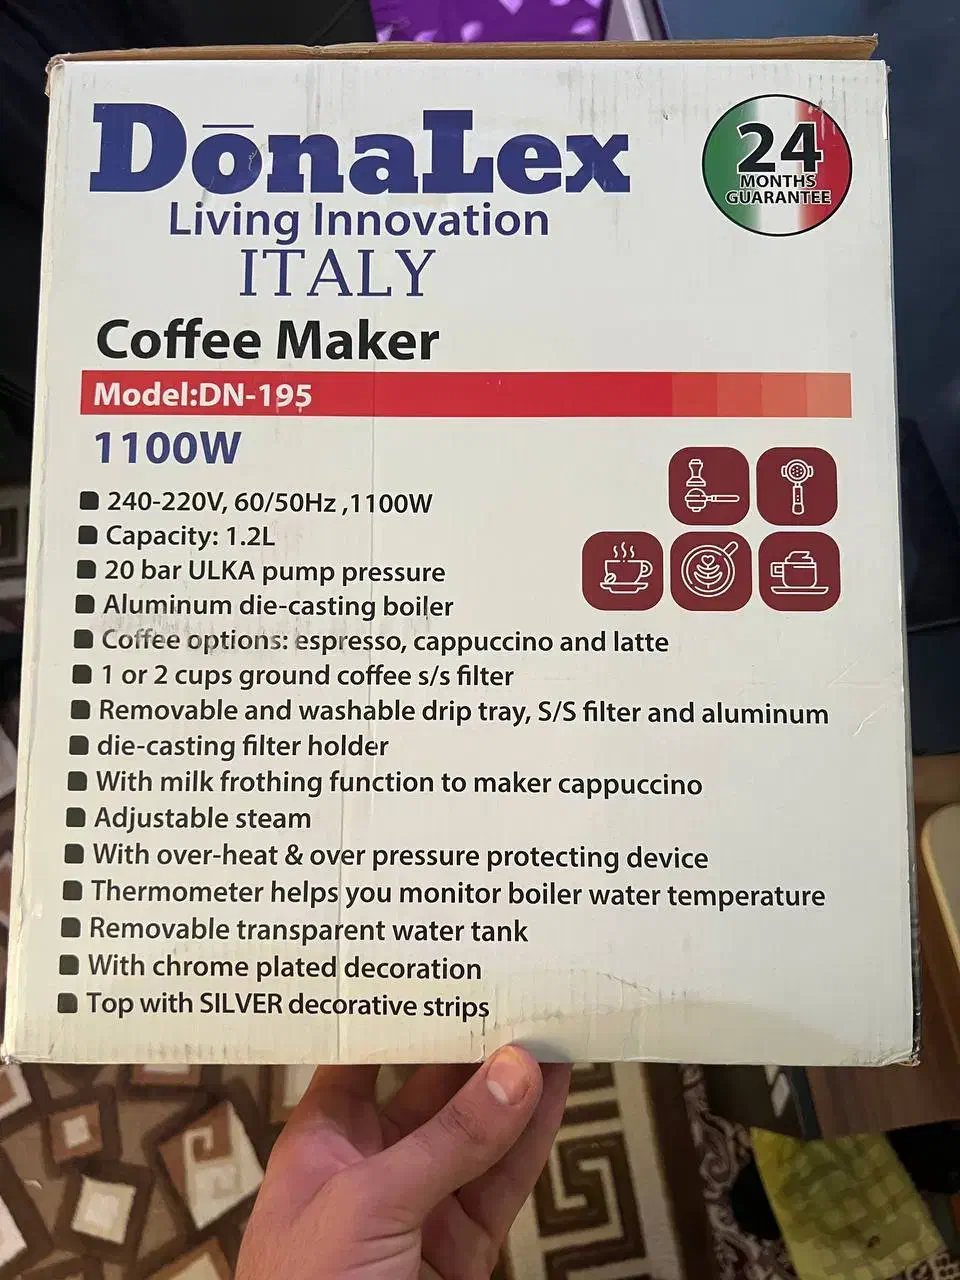 DōnaLex
Living Innovation
ITALY
24
MONTHS
GUARANTEE
Coffee Maker
Model:DN-195
1100W
240-220V, 60/50Hz ,1100W
Capacity: 1.2L
20 bar ULKA pump pressure
Aluminum die-casting boiler
Coffee options: espresso, cappuccino and latte
1 or 2 cups ground coffee s/s filter
Removable and washable drip tray, S/S filter and aluminum
die-casting filter holder
With milk frothing function to maker cappuccino
Adjustable steam
With over-heat & over pressure protecting device
Thermometer helps you monitor boiler water temperature
Removable transparent water tank
With chrome plated decoration
Top with SILVER decorative strips